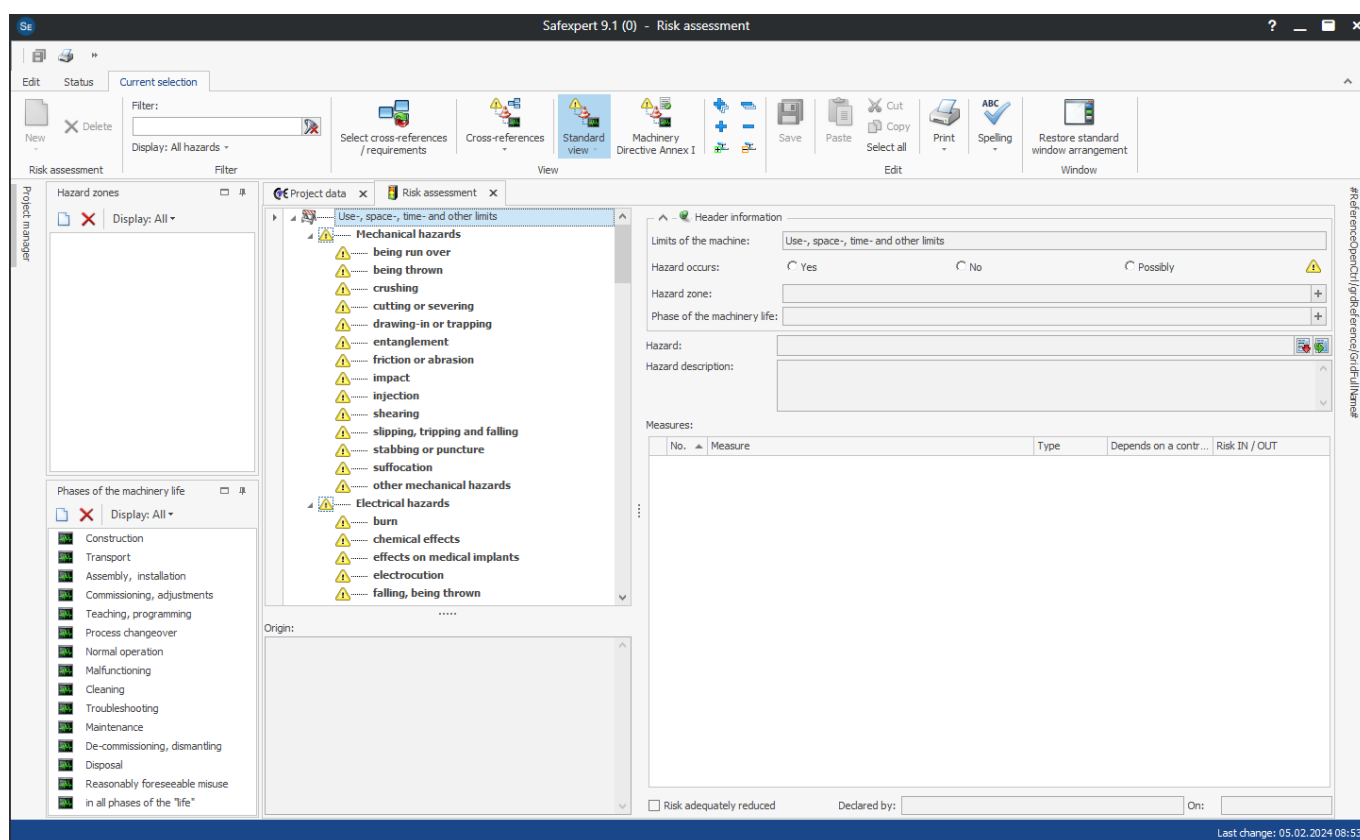 SE
Safexpert 9.1 (0) - Risk assessment
?
Edit
Status
Current selection
New
Delete
Risk assessment
Filter:
Display: All hazards
Filter
Select cross-references
/ requirements
Cross-references
Standard
view
Machinery
Directive Annex I
View
Save
Paste
Cut
Copy
Select all
Print
ABC
Spelling
Edit
Restore standard
window arrangement
Window
Project manager
Hazard zones
Display: All
Phases of the machinery life
Display: All
Construction
Transport
Assembly, installation
Commissioning, adjustments
Teaching, programming
Process changeover
Normal operation
Malfunctioning
Cleaning
Troubleshooting
Maintenance
De-commissioning, dismantling
Disposal
Reasonably foreseeable misuse
in all phases of the "life"
Project data
Risk assessment
Use-, space-, time- and other limits
Mechanical hazards
being run over
being thrown
crushing
cutting or severing
drawing-in or trapping
entanglement
friction or abrasion
impact
injection
shearing
slipping, tripping and falling
stabbing or puncture
suffocation
other mechanical hazards
Electrical hazards
burn
chemical effects
effects on medical implants
electrocution
falling, being thrown
Origin:
Header information
Limits of the machine: Use-, space-, time- and other limits
Hazard occurs: Yes No Possibly
Hazard zone:
Phase of the machinery life:
Hazard:
Hazard description:
Measures:
No. Measure Type Depends on a contr... Risk IN / OUT
Risk adequately reduced Declared by: On:
#ReferenceOpenCtrl/grdReference/GridFullName#
Last change: 05.02.2024 08:53